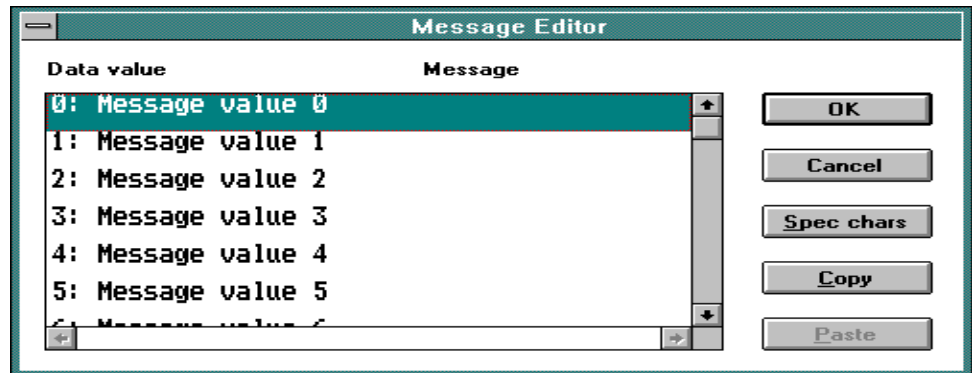 Message Editor
Data value Message
0: Message value 0
1: Message value 1
2: Message value 2
3: Message value 3
4: Message value 4
5: Message value 5
OK
Cancel
Spec chars
Copy
Paste